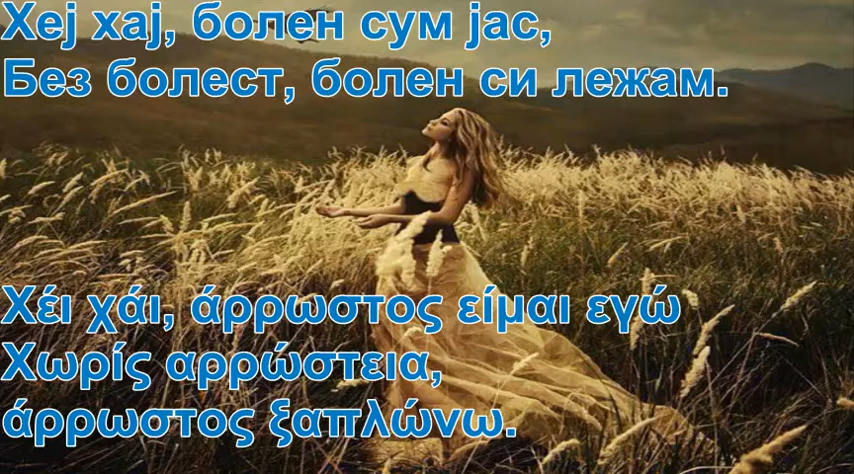 Хеј хај, болен сум јас,
Без болест, болен си лежам.
Χέι χάι, άρρωστος είμαι εγώ
Χωρίς αρρώστεια,
άρρωστος ξαπλώνω.